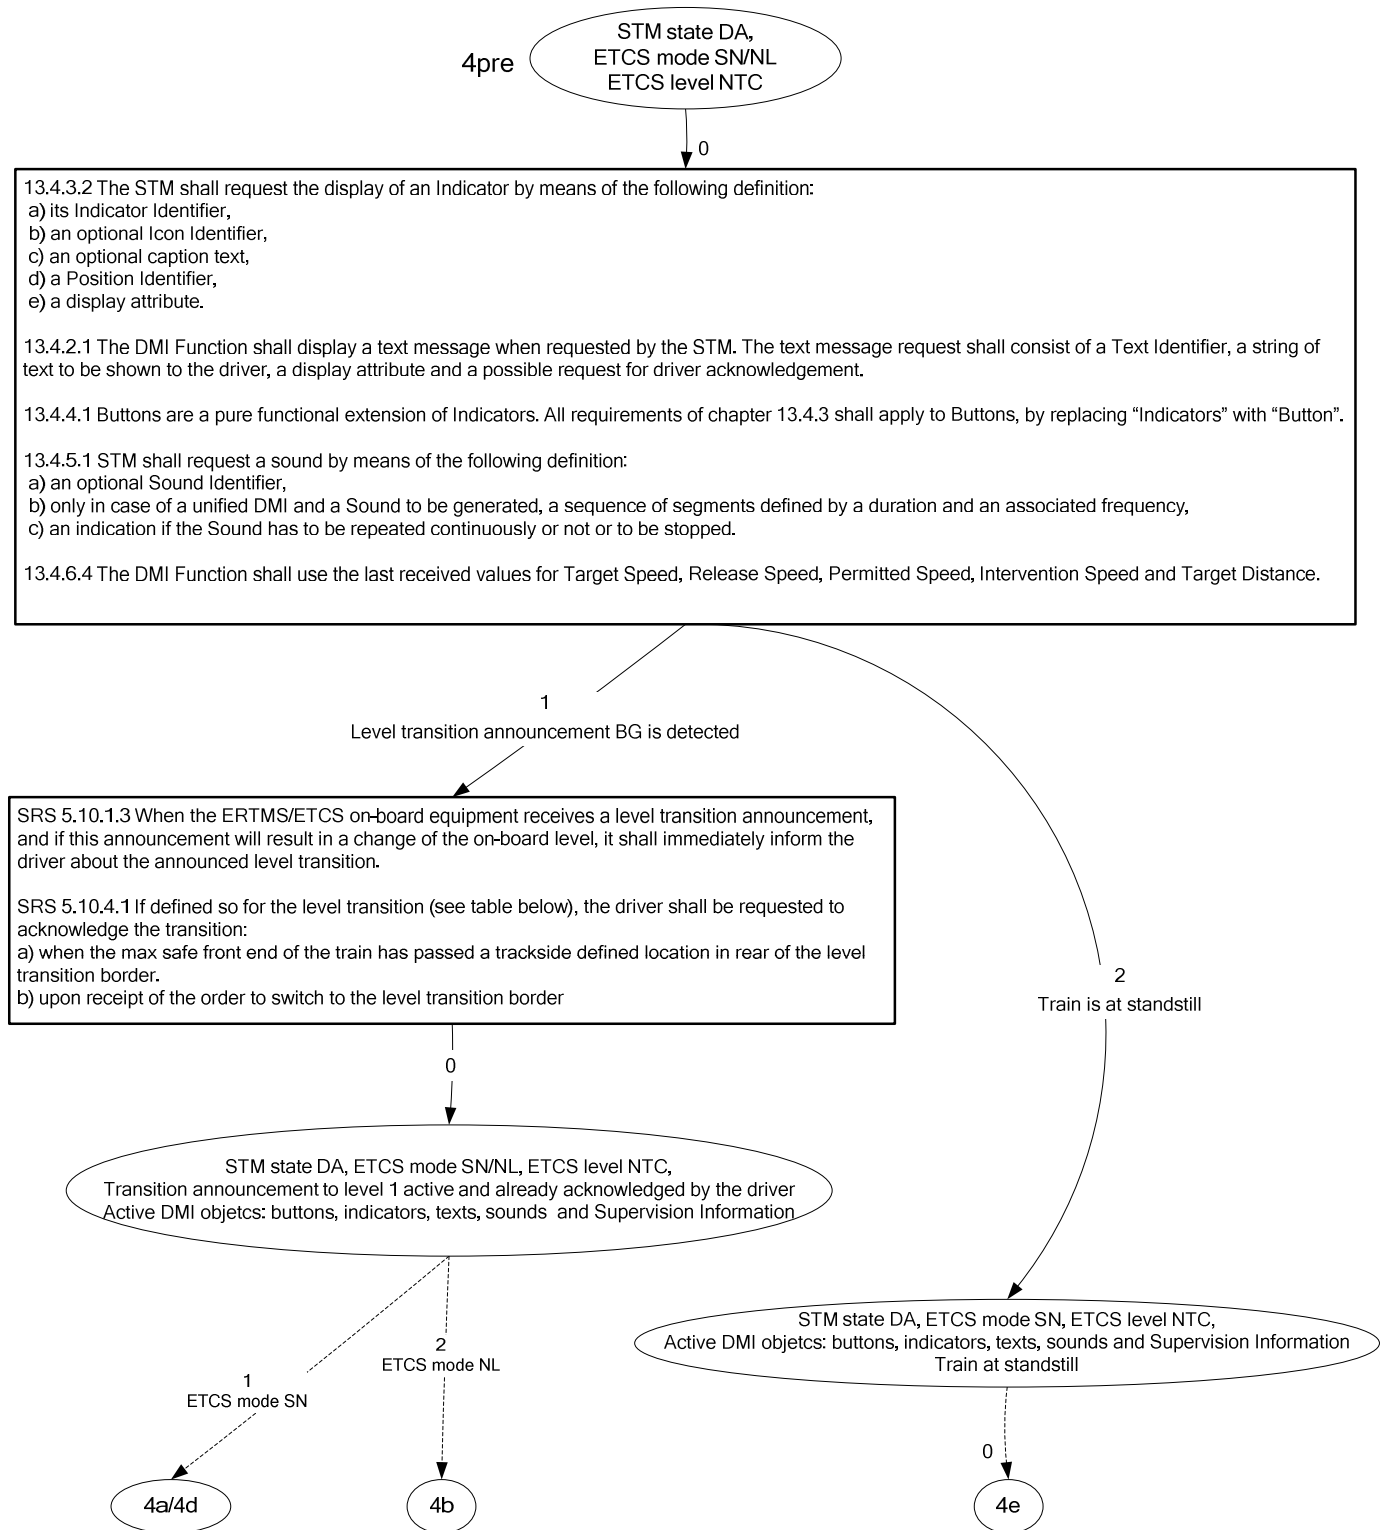 STM state DA,
4pre
ETCS mode SN/NL
ETCS level NTC
0
13.4.3.2 The STM shall request the display of an Indicator by means of the following definition:
a) its Indicator Identifier,
b) an optional Icon Identifier,
c) an optional caption text,
d) a Position Identifier,
e) a display attribute.
13.4.2.1 The DMI Function shall display a text message when requested by the STM. The text message request shall consist of a Text Identifier, a string of
text to be shown to the driver, a display attribute and a possible request for driver acknowledgement.
13.4.4.1 Buttons are a pure functional extension of Indicators. All requirements of chapter 13.4.3 shall apply to Buttons, by replacing “Indicators” with “Button”.
13.4.5.1 STM shall request a sound by means of the following definition:
a) an optional Sound Identifier,
b) only in case of a unified DMI and a Sound to be generated, a sequence of segments defined by a duration and an associated frequency,
c) an indication if the Sound has to be repeated continuously or not or to be stopped.
13.4.6.4 The DMI Function shall use the last received values for Target Speed, Release Speed, Permitted Speed, Intervention Speed and Target Distance.
1
Level transition announcement BG is detected
SRS 5.10.1.3 When the ERTMS/ETCS on-board equipment receives a level transition announcement,
and if this announcement will result in a change of the on-board level, it shall immediately inform the
driver about the announced level transition.
SRS 5.10.4.1 If defined so for the level transition (see table below), the driver shall be requested to
acknowledge the transition:
a) when the max safe front end of the train has passed a trackside defined location in rear of the level
transition border.
b) upon receipt of the order to switch to the level transition border
2
Train is at standstill
0
STM state DA, ETCS mode SN/NL, ETCS level NTC,
Transition announcement to level 1 active and already acknowledged by the driver
Active DMI objetcs: buttons, indicators, texts, sounds and Supervision Information
STM state DA, ETCS mode SN, ETCS level NTC,
Active DMI objetcs: buttons, indicators, texts, sounds and Supervision Information
Train at standstill
2
ETCS mode NL
1
ETCS mode SN
0
4a/4d
4b
4e